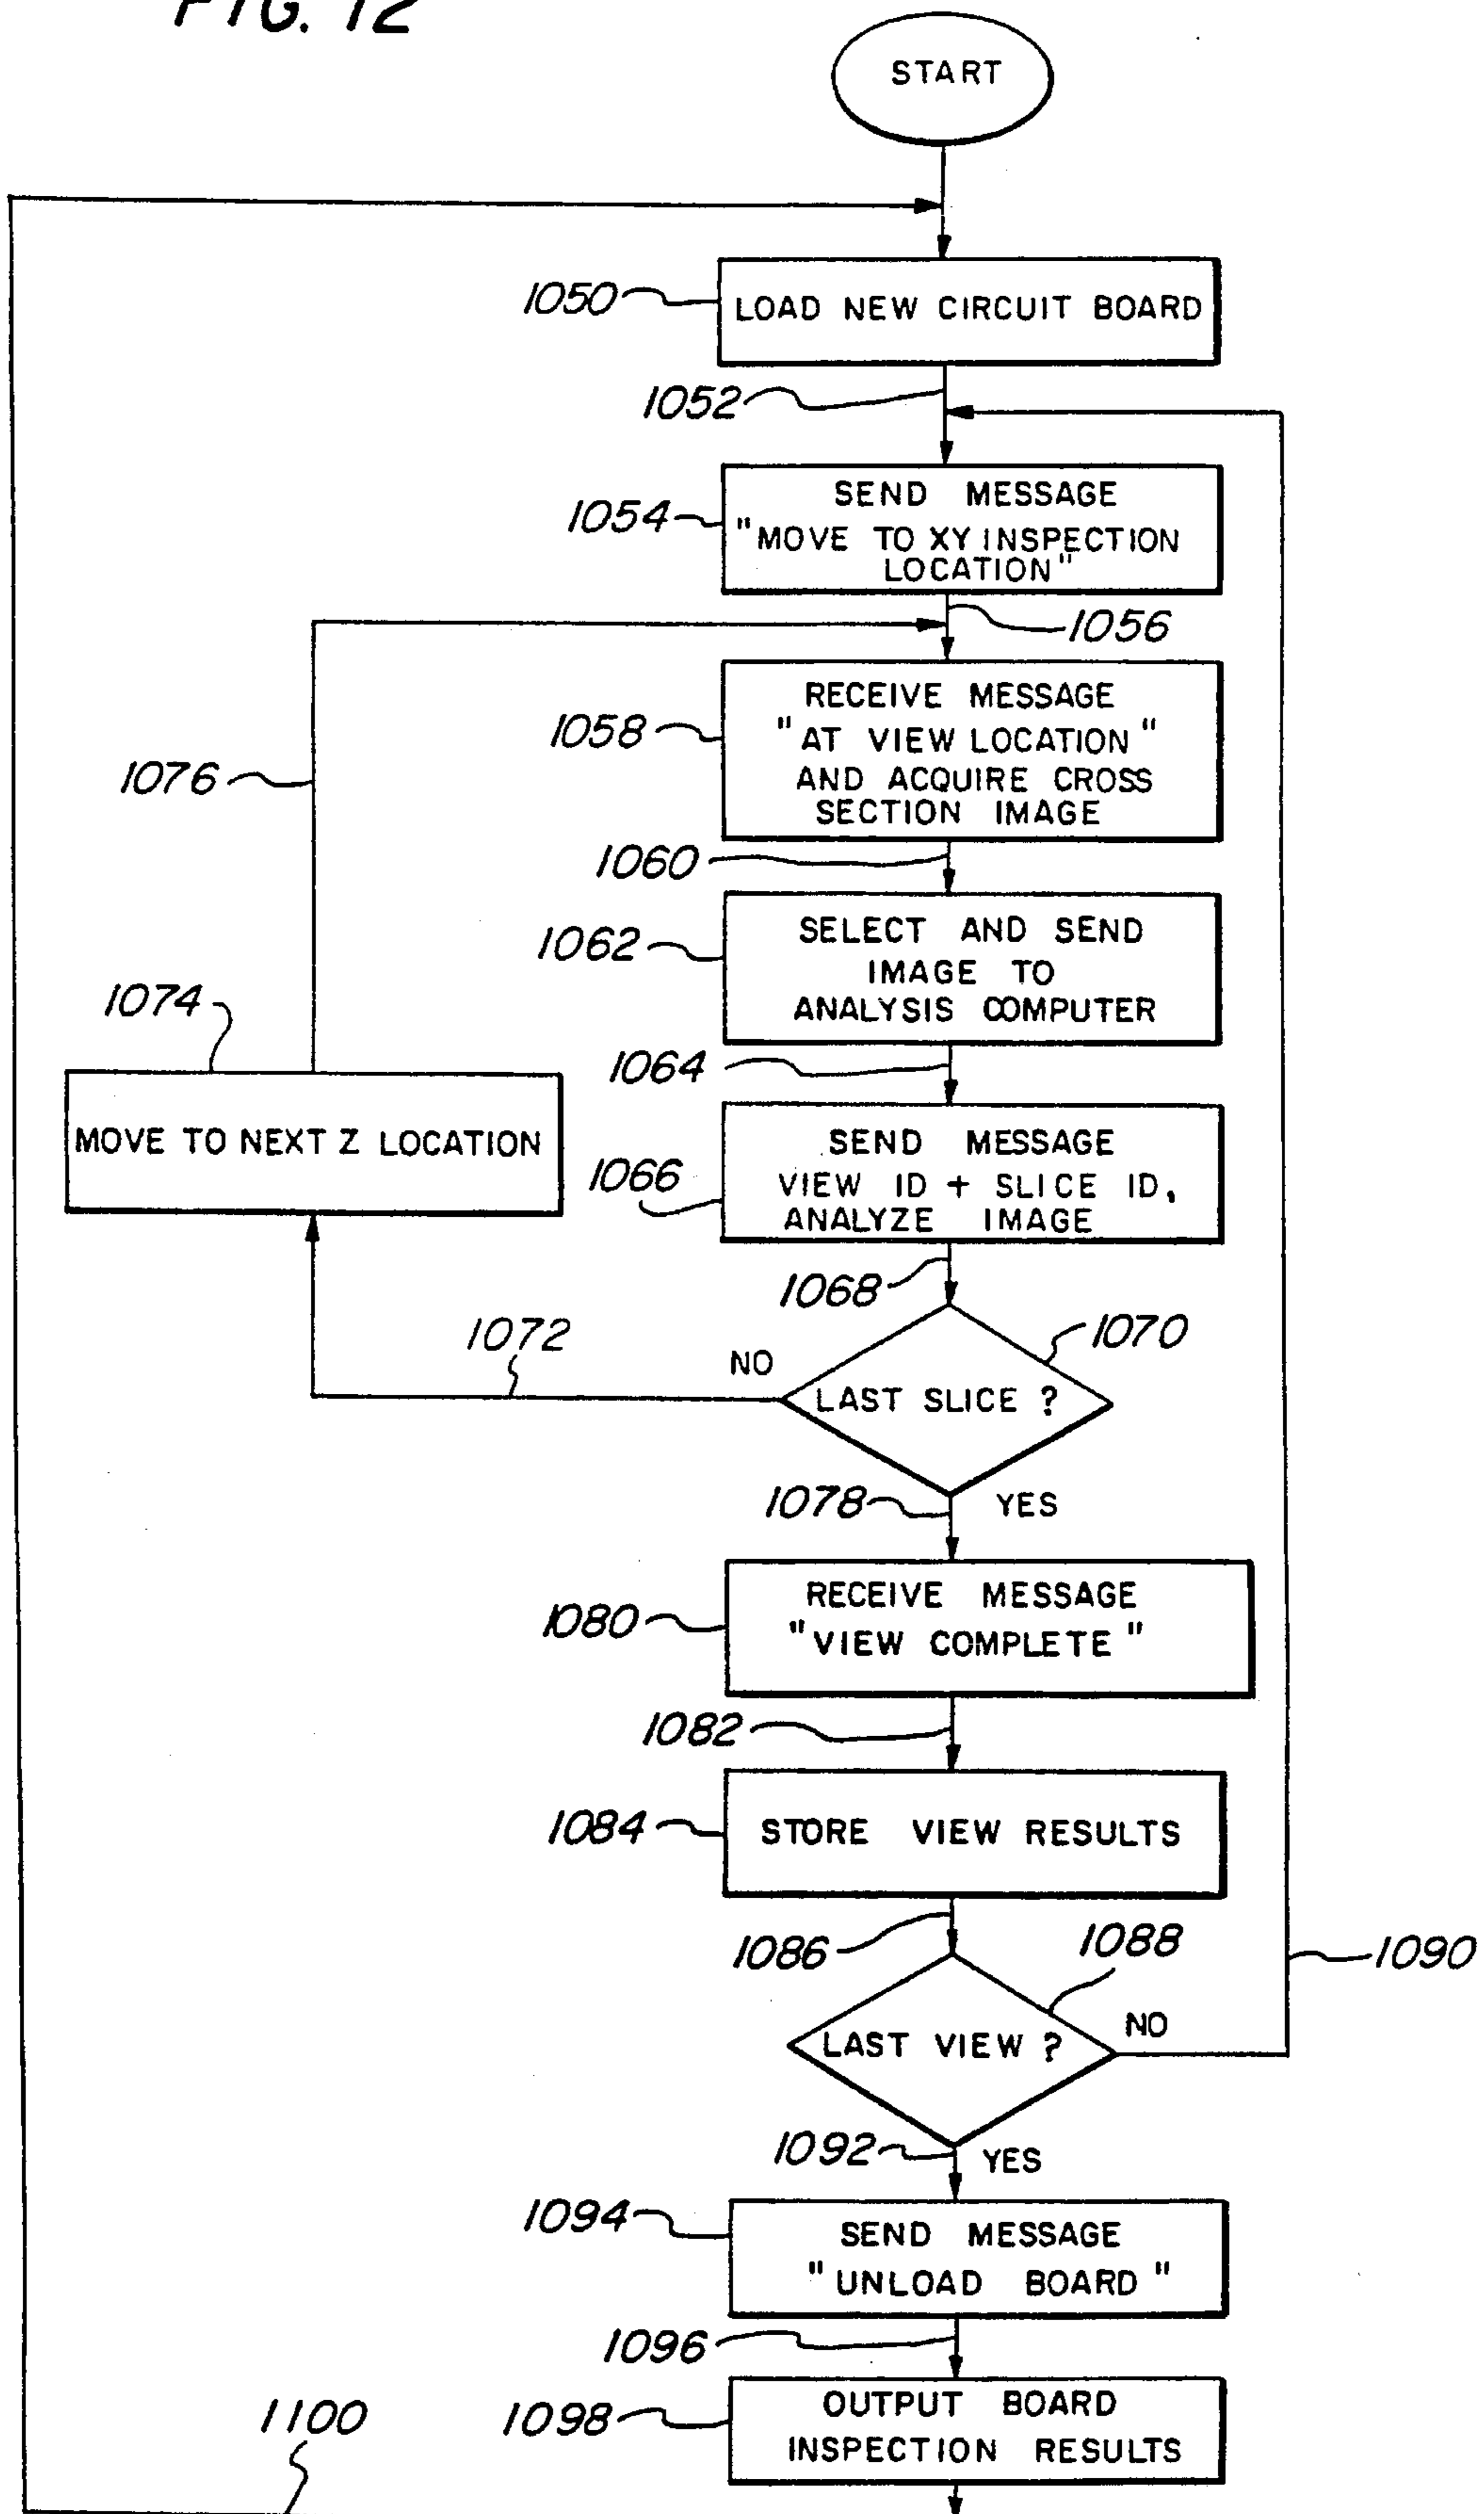 FIG. 12
START
1050
LOAD NEW CIRCUIT BOARD
1052
1054
SEND MESSAGE
"MOVE TO XY INSPECTION
LOCATION"
1056
1058
RECEIVE MESSAGE
"AT VIEW LOCATION"
AND ACQUIRE CROSS
SECTION IMAGE
1076
1060
1062
SELECT AND SEND
IMAGE TO
ANALYSIS COMPUTER
1074
1064
MOVE TO NEXT Z LOCATION
1066
SEND MESSAGE
VIEW ID + SLICE ID,
ANALYZE IMAGE
1068
1070
1072
NO
LAST SLICE ?
1078
YES
1080
RECEIVE MESSAGE
"VIEW COMPLETE"
1082
1084
STORE VIEW RESULTS
1086
1088
1090
LAST VIEW ?
NO
1092
YES
1094
SEND MESSAGE
"UNLOAD BOARD"
1096
1098
OUTPUT BOARD
INSPECTION RESULTS
1100